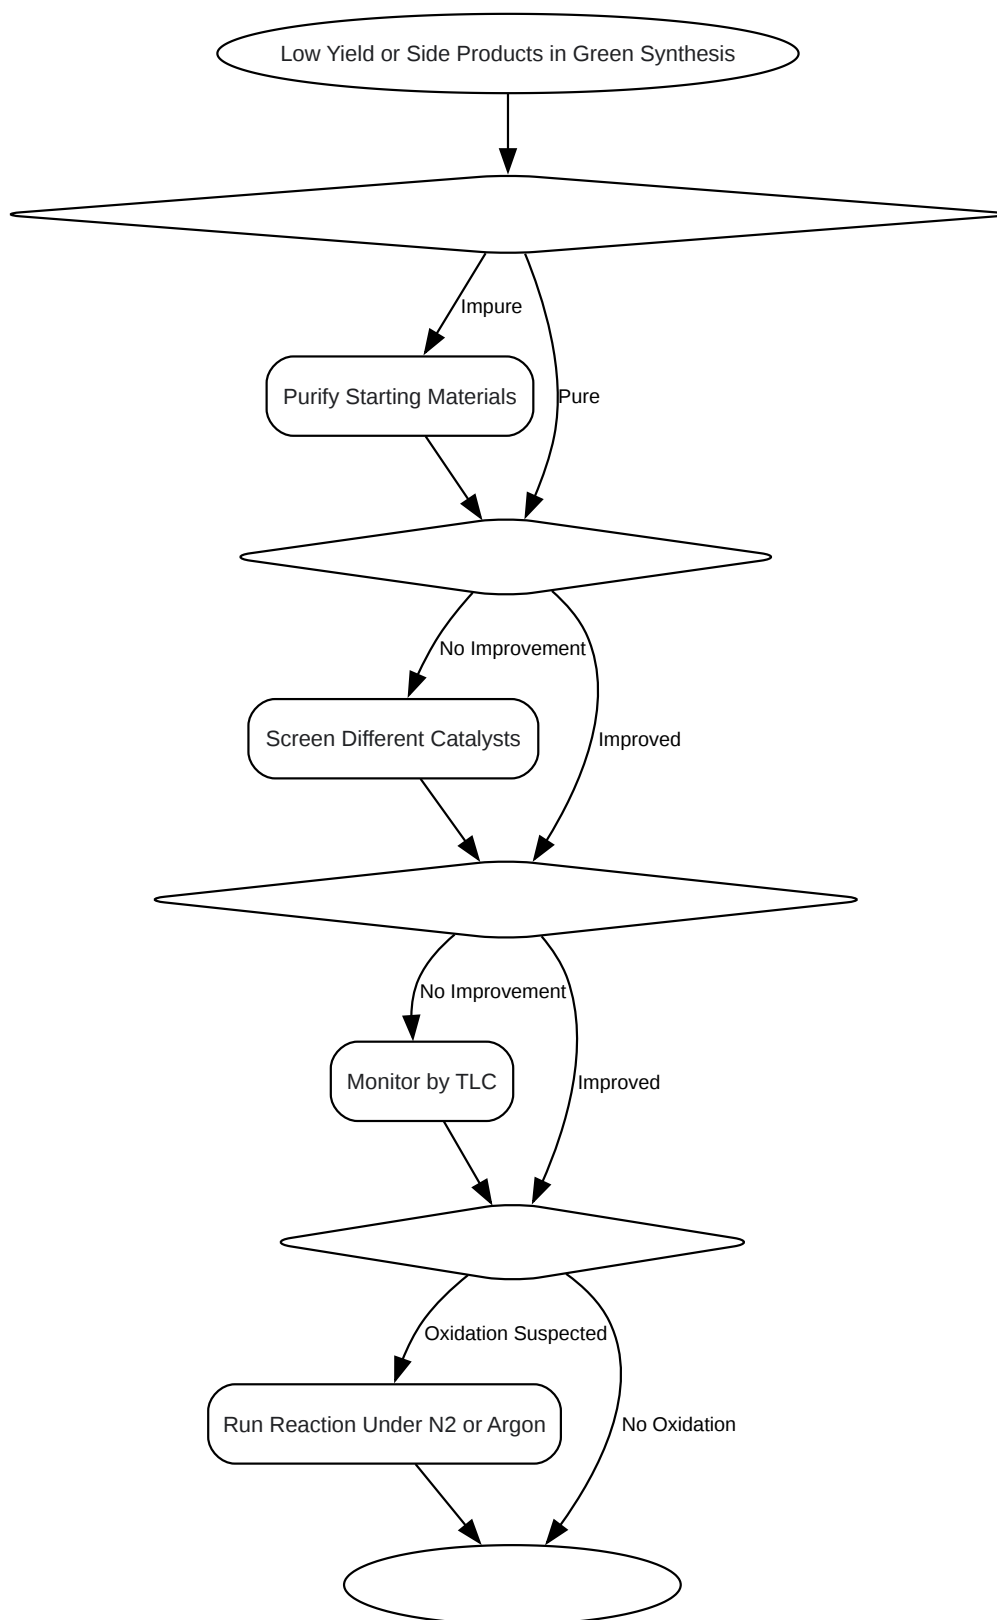 Low Yield or Side Products in Green Synthesis
Impure
Purify Starting Materials
Pure
No Improvement
Screen Different Catalysts
Improved
No Improvement
Monitor by TLC
Improved
Oxidation Suspected
Run Reaction Under N2 or Argon
No Oxidation